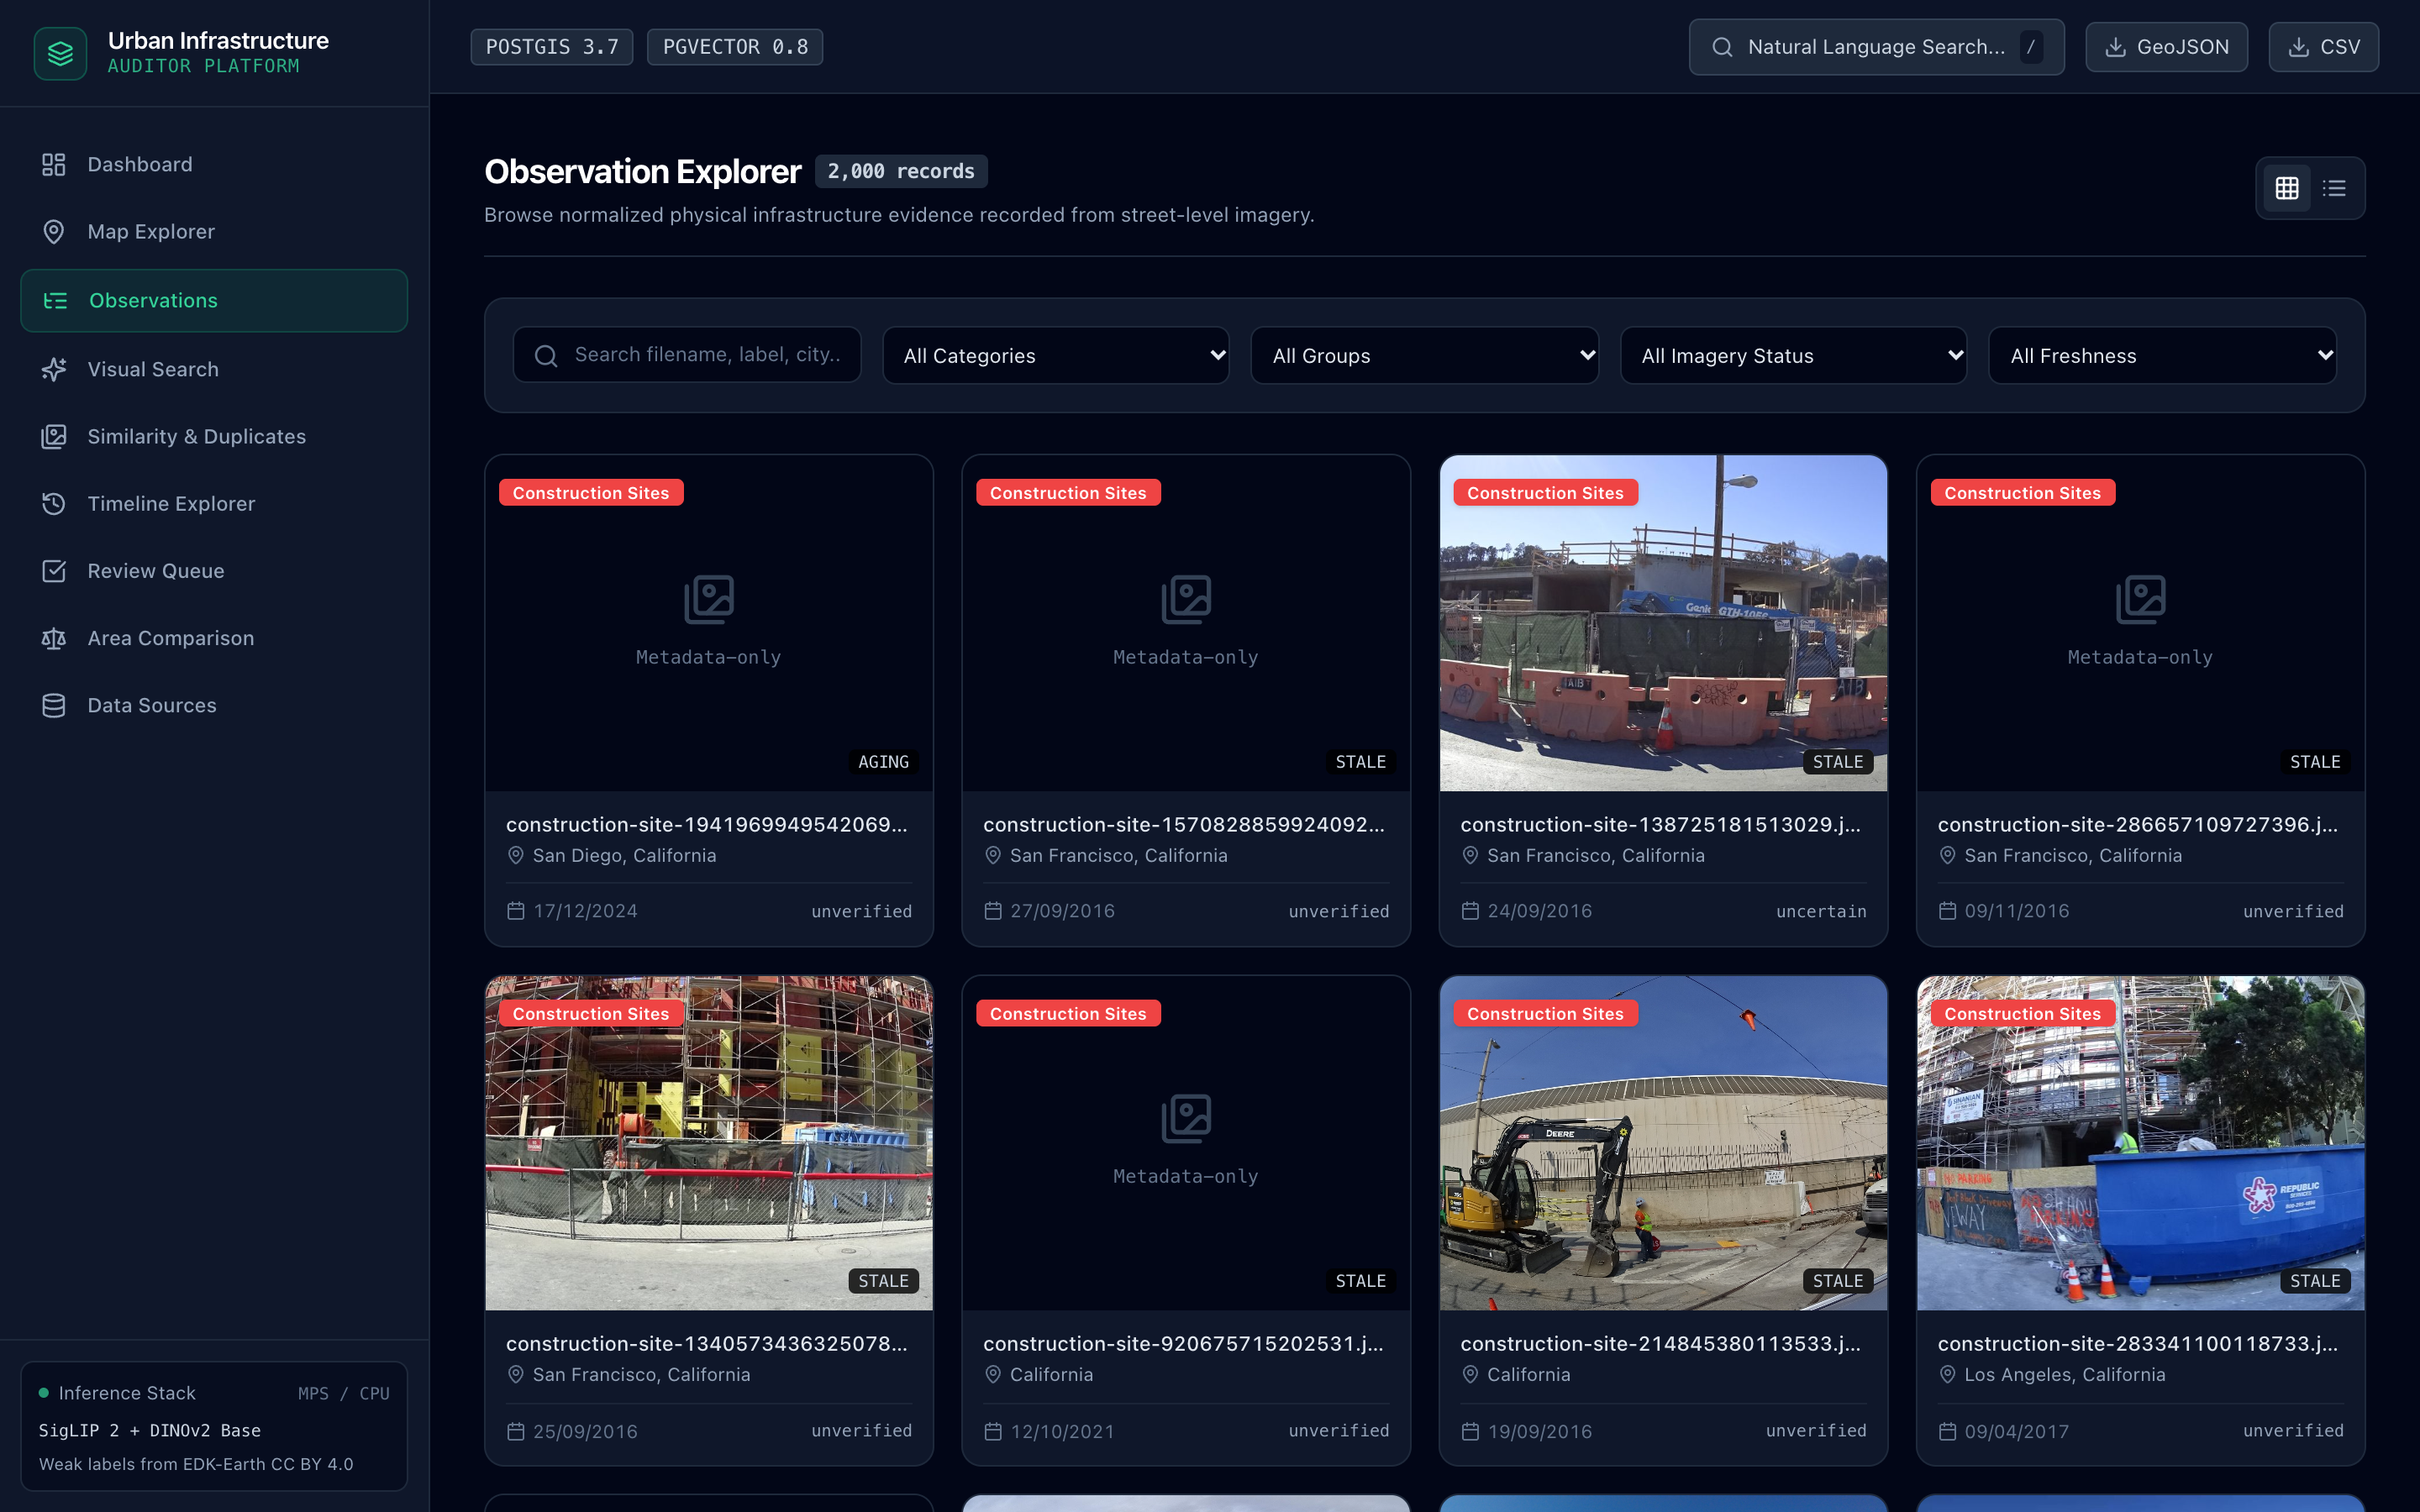 Urban Infrastructure
AUDITOR PLATFORM
POSTGIS 3.7
PGVECTOR 0.8
Natural Language Search... /
GeoJSON
CSV
Dashboard
Map Explorer
Observations
Visual Search
Similarity & Duplicates
Timeline Explorer
Review Queue
Area Comparison
Data Sources
Inference Stack MPS / CPU
SigLIP 2 + DINOv2 Base
Weak labels from EDK-Earth CC BY 4.0
Observation Explorer 2,000 records
Browse normalized physical infrastructure evidence recorded from street-level imagery.
Search filename, label, city..
All Categories
All Groups
All Imagery Status
All Freshness
Construction Sites
Metadata-only
AGING
construction-site-1941969949542069...
San Diego, California
17/12/2024 unverified
Construction Sites
Metadata-only
STALE
construction-site-1570828859924092...
San Francisco, California
27/09/2016 unverified
Construction Sites
Genie GTH-1056
AIB
AIB
STALE
construction-site-138725181513029.j...
San Francisco, California
24/09/2016 uncertain
Construction Sites
Metadata-only
STALE
construction-site-286657109727396.j...
San Francisco, California
09/11/2016 unverified
Construction Sites
STALE
construction-site-1340573436325078...
San Francisco, California
25/09/2016 unverified
Construction Sites
Metadata-only
STALE
construction-site-920675715202531.j...
California
12/10/2021 unverified
Construction Sites
DEERE
STALE
construction-site-214845380113533.j...
California
19/09/2016 unverified
Construction Sites
SINANIAN
REPUBLIC
SERVICES
STALE
construction-site-283341100118733.j...
Los Angeles, California
09/04/2017 unverified